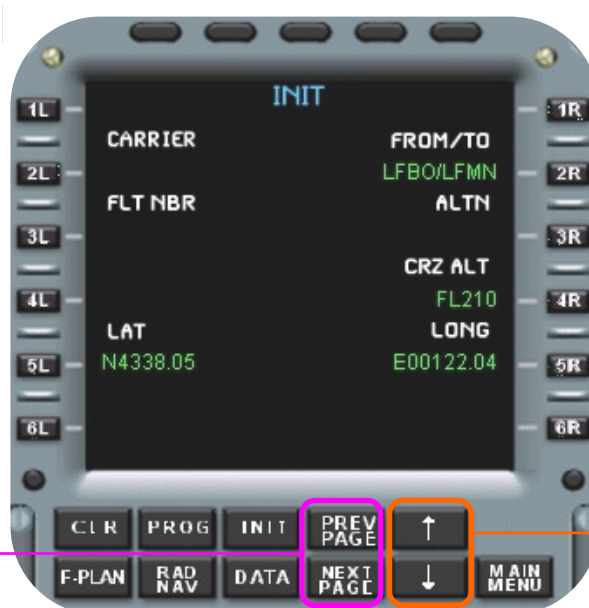 INIT
1L 1R
CARRIER FROM/TO
2L LFBO/LFMN 2R
FLT NBR ALTN
3L 3R
CRZ ALT
4L FL210 4R
LAT LONG
5L N4338.05 E00122.04 5R
6L 6R
CLR PROG INIT PREV PAGE ↑
F-PLAN RAD NAV DATA NEXT PAGE ↓ MAIN MENU